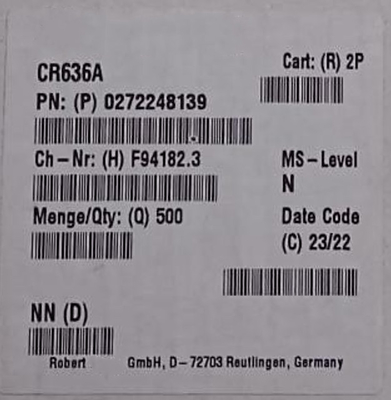 CR636A
Cart: (R) 2P
PN: (P) 0272248139
Ch-Nr: (H) F94182.3
MS-Level
N
Menge/Qty: (Q) 500
Date Code
(C) 23/22
NN (D)
Robert GmbH, D-72703 Reutlingen, Germany